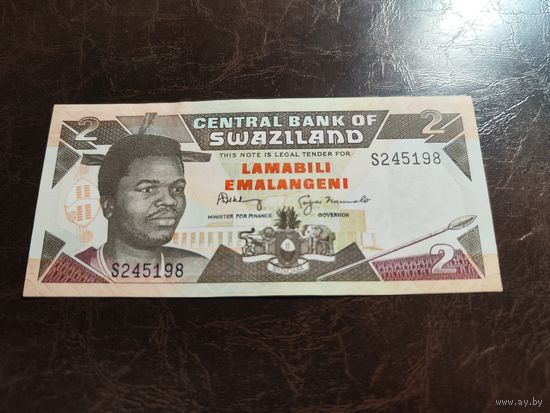 2
CENTRAL BANK OF
SWAZILAND
2
THIS NOTE IS LEGAL TENDER FOR
S245198
LAMABILI
EMALANGENI
MINISTER FOR FINANCE
GOVERNOR
S245198
2
www.ay.by